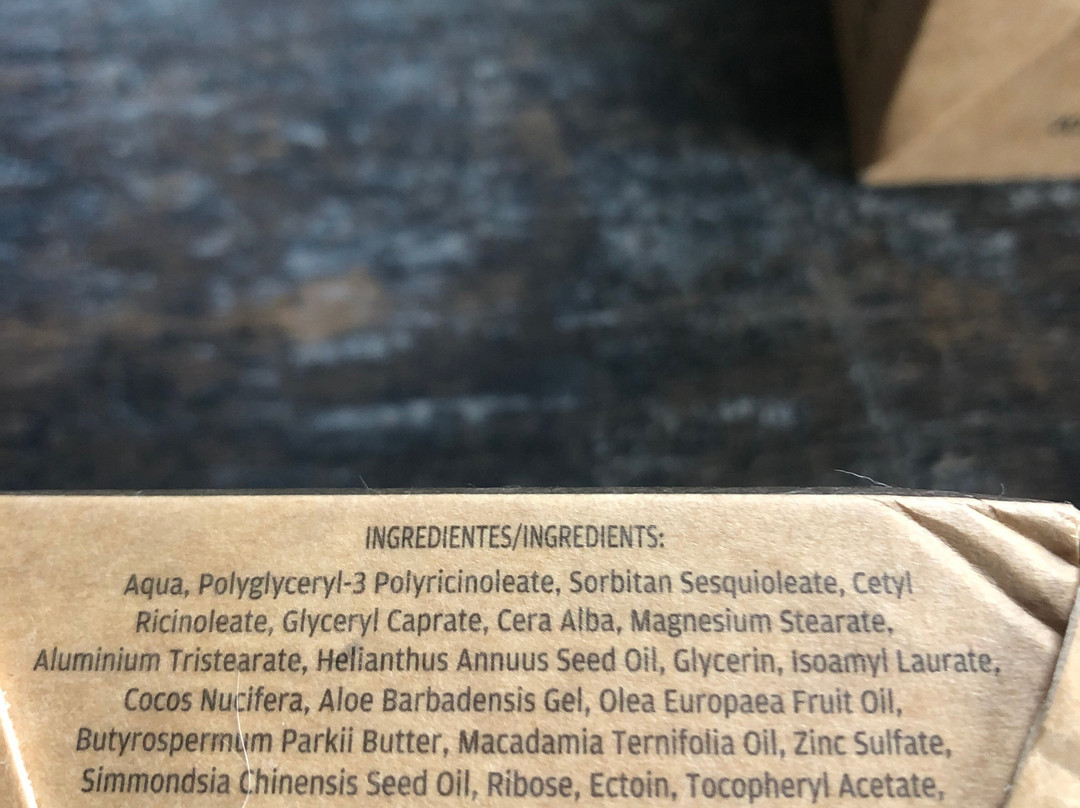 INGREDIENTES/INGREDIENTS:
Aqua, Polyglyceryl-3 Polyricinoleate, Sorbitan Sesquioleate, Cetyl
Ricinoleate, Glyceryl Caprate, Cera Alba, Magnesium Stearate,
Aluminium Tristearate, Helianthus Annuus Seed Oil, Glycerin, Isoamyl Laurate,
Cocos Nucifera, Aloe Barbadensis Gel, Olea Europaea Fruit Oil,
Butyrospermum Parkii Butter, Macadamia Ternifolia Oil, Zinc Sulfate,
Simmondsia Chinensis Seed Oil, Ribose, Ectoin, Tocopheryl Acetate,